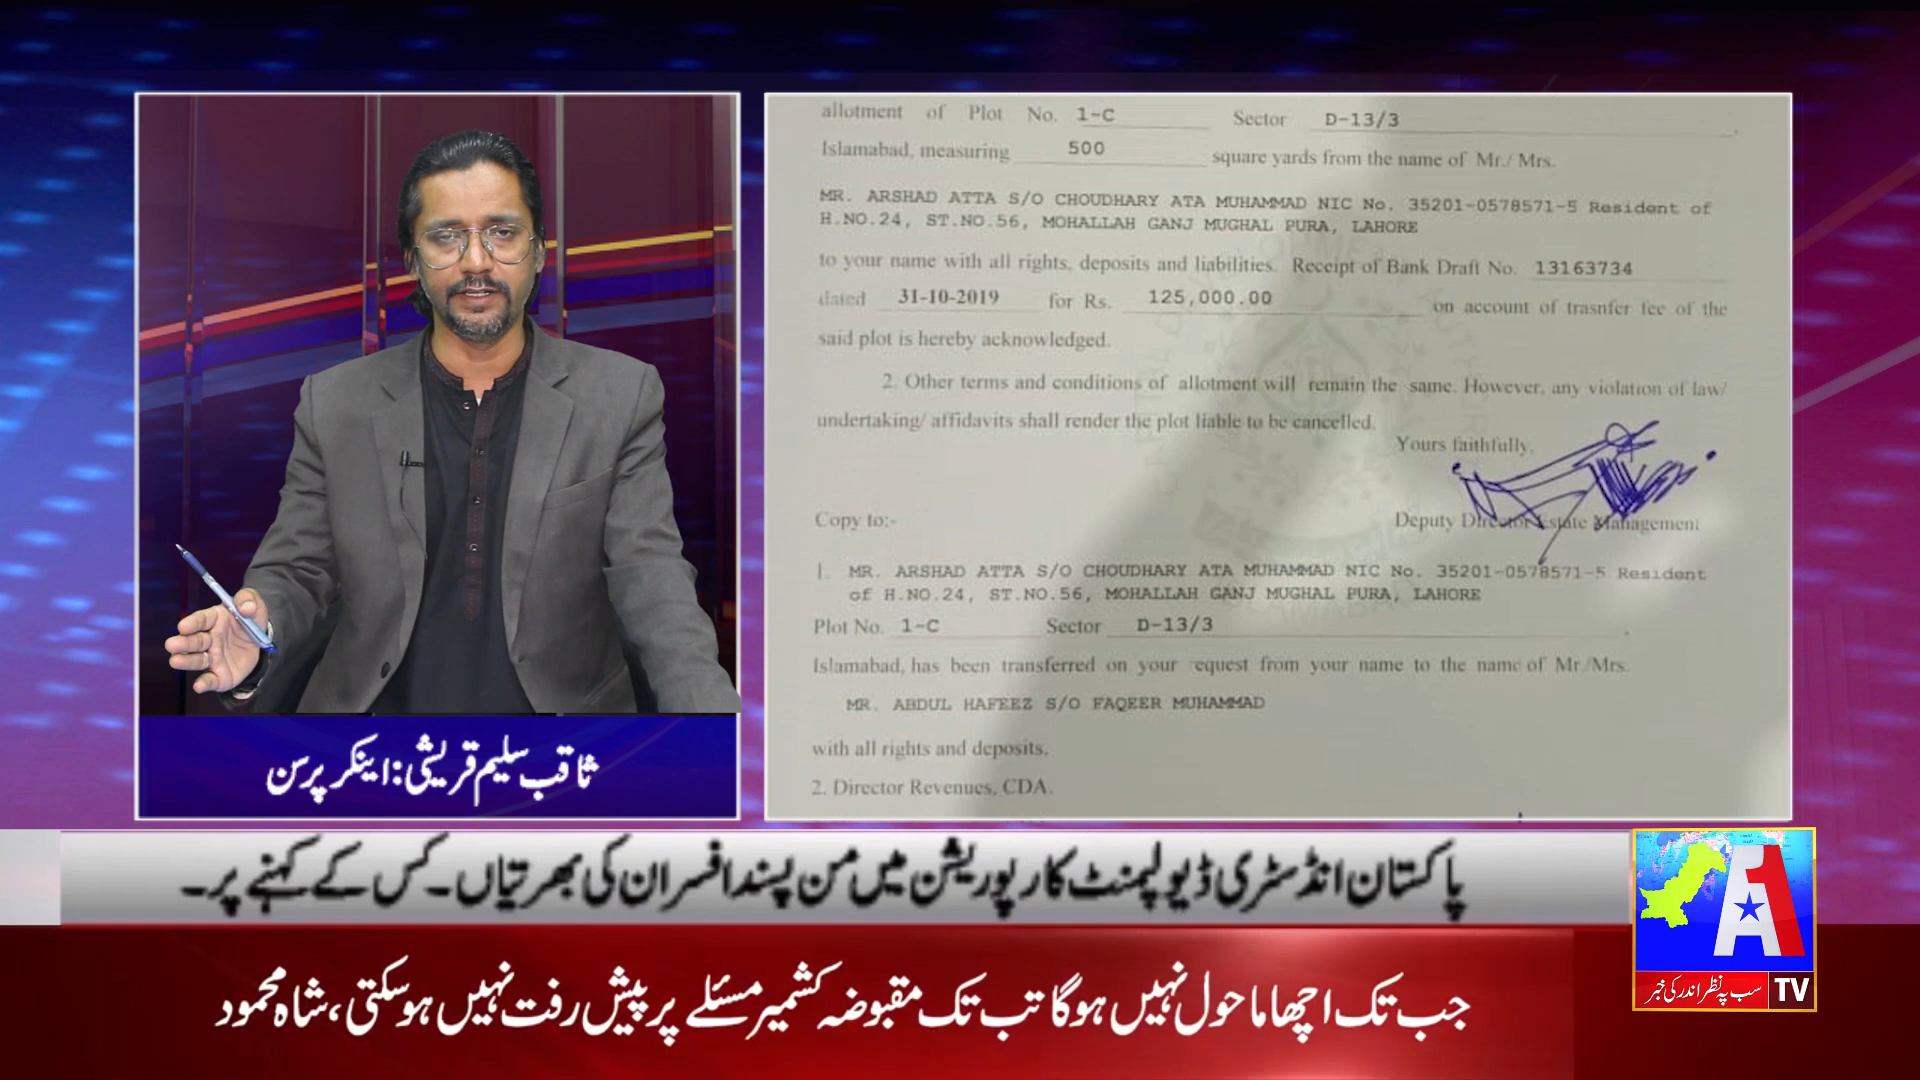 allotment of Plot No. 1-C Sector D-13/3
Islamabad, measuring 500 square yards from the name of Mr./ Mrs.
MR. ARSHAD ATTA S/O CHOUDHARY ATA MUHAMMAD NIC No. 35201-0578571-5 Resident of
H.NO.24, ST.NO.56, MOHALLAH GANJ MUGHAL PURA, LAHORE
to your name with all rights, deposits and liabilities. Receipt of Bank Draft No. 13163734
dated 31-10-2019 for Rs. 125,000.00 on account of trasnfer fee of the
said plot is hereby acknowledged.
2. Other terms and conditions of allotment will remain the same. However, any violation of law/
undertaking/ affidavits shall render the plot liable to be cancelled.
Yours faithfully,
Deputy Director Estate Management
Copy to:-
1. MR. ARSHAD ATTA S/O CHOUDHARY ATA MUHAMMAD NIC No. 35201-0578571-5 Resident
of H.NO.24, ST.NO.56, MOHALLAH GANJ MUGHAL PURA, LAHORE
Plot No. 1-C Sector D-13/3
Islamabad, has been transferred on your request from your name to the name of Mr./Mrs.
MR. ABDUL HAFEEZ S/O FAQEER MUHAMMAD
with all rights and deposits.
2. Director Revenues, CDA.
ثاقب سلیم قریشی: اینکر پرسن
پاکستان انڈسٹری ڈیولپمنٹ کارپوریشن میں من پسند افسران کی بھرتیاں۔ کس کے کہنے پر۔
جب تک اچھا ماحول نہیں ہوگا تب تک مقبوضہ کشمیر مسئلے پر پیش رفت نہیں ہوسکتی، شاہ محمود
A1
سب پہ نظر اندر کی خبر TV